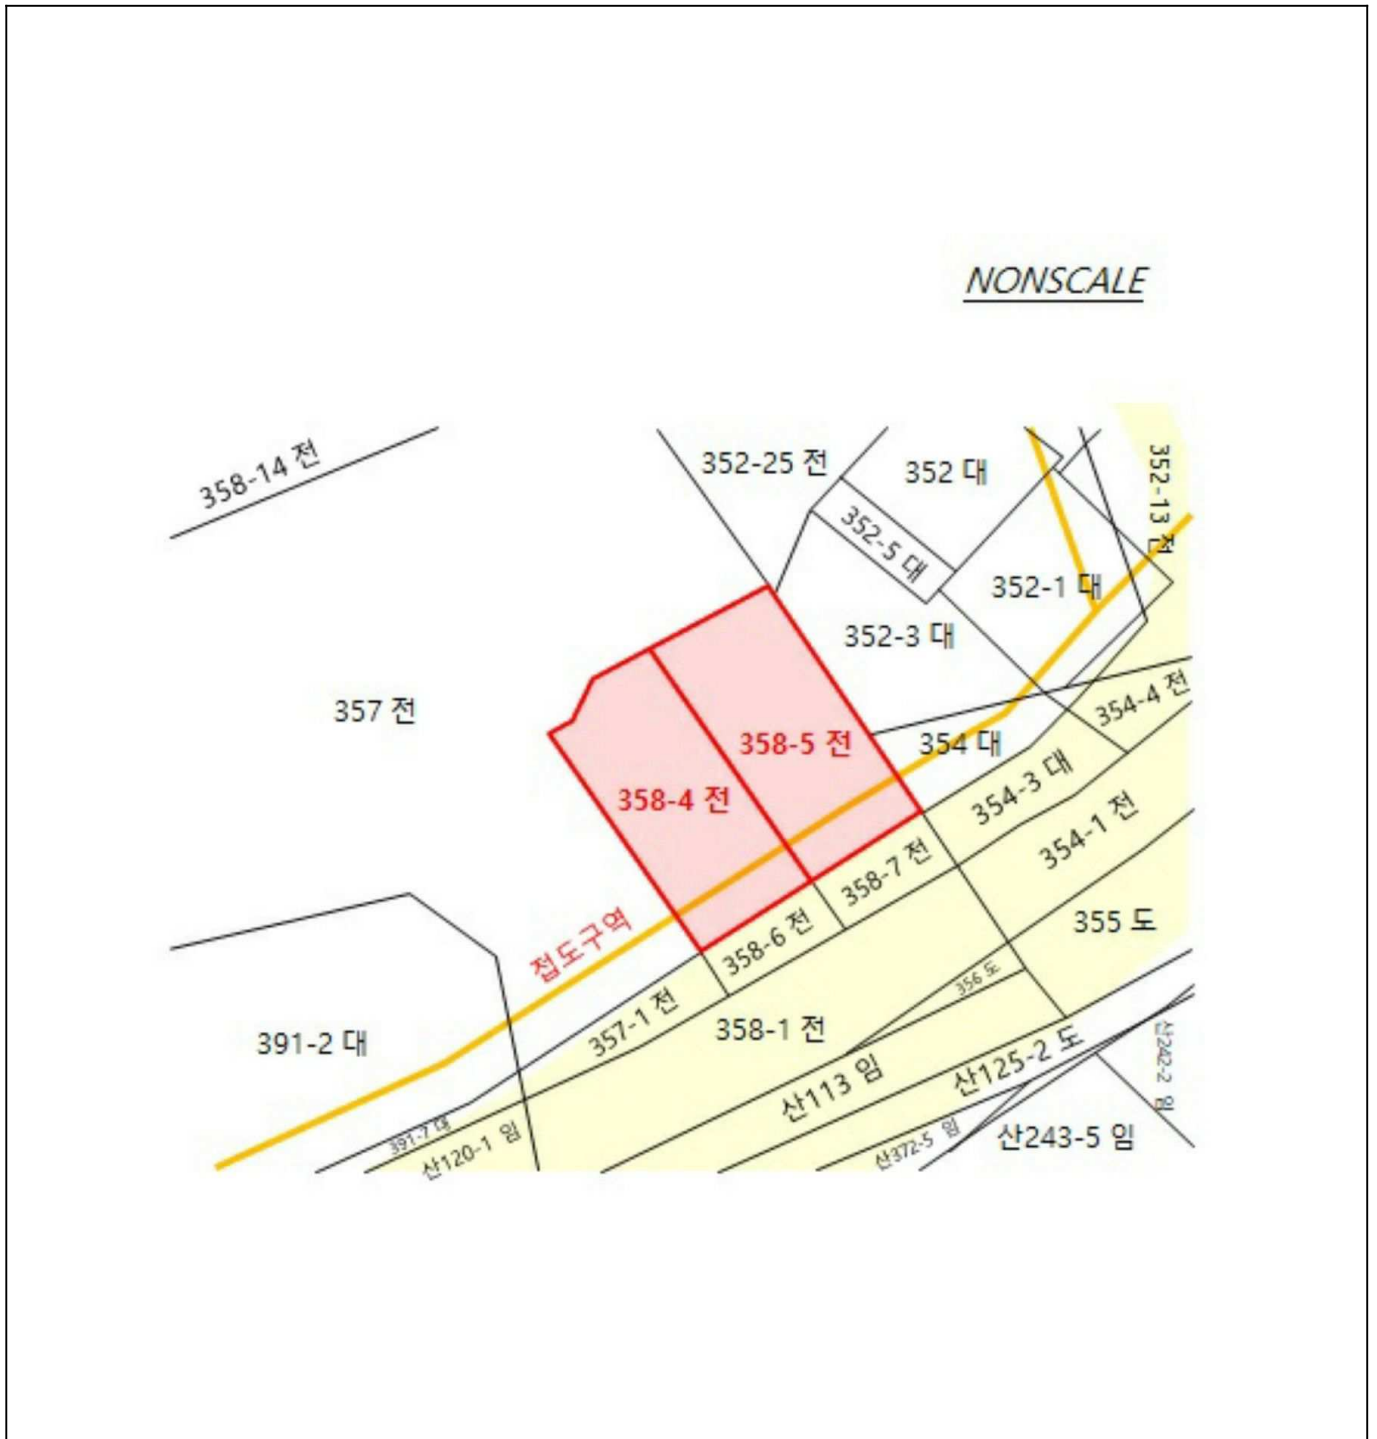 NONSCALE
358-14 전
352-25 전
352 대
352-13 전
352-5 대
352-1 대
352-3 대
357 전
354-4 전
358-5 전
354 대
358-4 전
354-3 대
354-1 전
358-7 전
355 도
접도구역
358-6 전
356 도
357-1 전
358-1 전
391-2 대
산113 임
산125-2 도
산242-2 임
391-7 대
산120-1 임
산372-5 임
산243-5 임